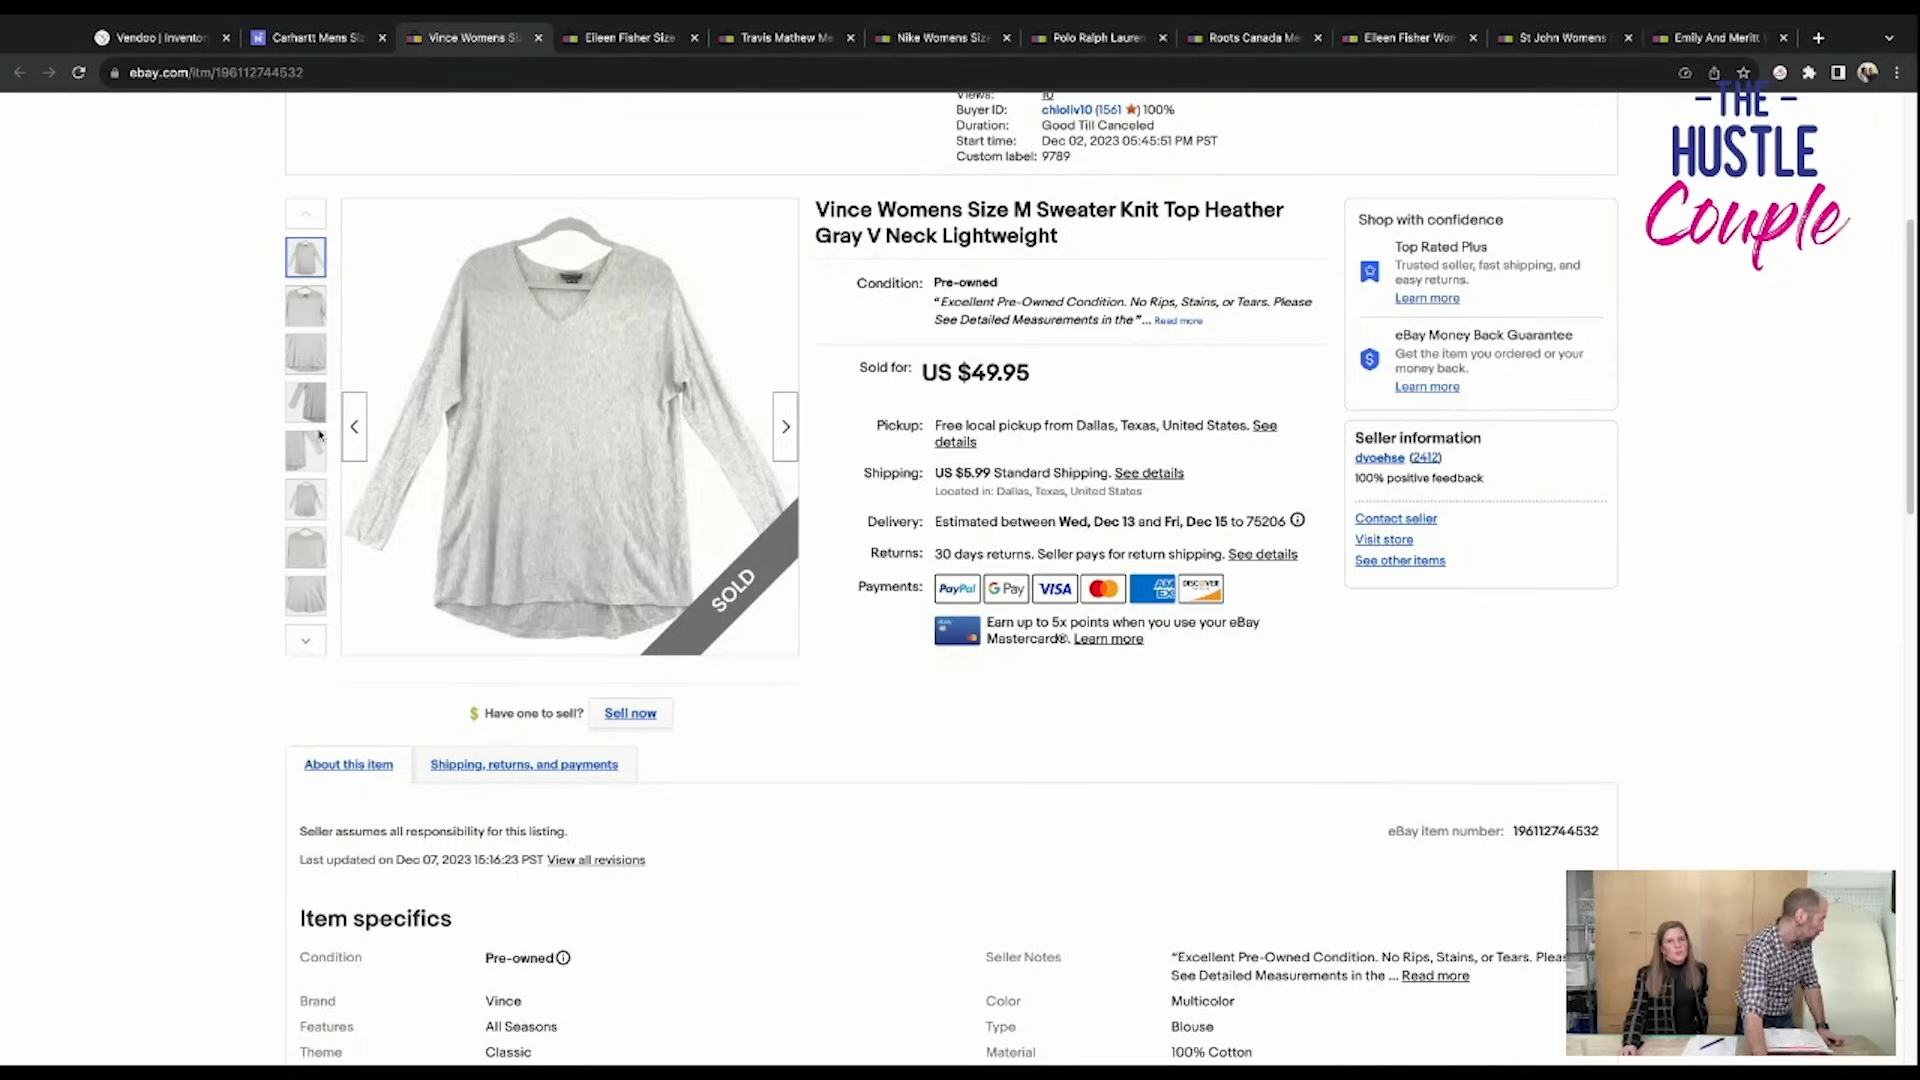 Vendoo | Inventor
Carhartt Mens Siz
Vince Womens Siz
Eileen Fisher Size
Travis Mathew Me
Nike Womens Size
Polo Ralph Lauren
Roots Canada Me
Eileen Fisher Wom
St John Womens
Emily And Meritt
ebay.com/itm/196112744532
-THE-
HUSTLE
Couple
Views: 10
Buyer ID: chloliv10 (1561 ★) 100%
Duration: Good Till Canceled
Start time: Dec 02, 2023 05:45:51 PM PST
Custom label: 9789
Vince Womens Size M Sweater Knit Top Heather
Gray V Neck Lightweight
Condition: Pre-owned
“Excellent Pre-Owned Condition. No Rips, Stains, or Tears. Please
See Detailed Measurements in the”... Read more
Sold for: US $49.95
Pickup: Free local pickup from Dallas, Texas, United States. See
details
Shipping: US $5.99 Standard Shipping. See details
Located in: Dallas, Texas, United States
Delivery: Estimated between Wed, Dec 13 and Fri, Dec 15 to 75206
Returns: 30 days returns. Seller pays for return shipping. See details
Payments: PayPal G Pay VISA AM EX DISCOVER
Earn up to 5x points when you use your eBay
Mastercard®. Learn more
SOLD
Shop with confidence
Top Rated Plus
Trusted seller, fast shipping, and
easy returns.
Learn more
eBay Money Back Guarantee
Get the item you ordered or your
money back.
Learn more
Seller information
dvoehse (2412)
100% positive feedback
Contact seller
Visit store
See other items
$ Have one to sell? Sell now
About this item
Shipping, returns, and payments
Seller assumes all responsibility for this listing.
eBay item number: 196112744532
Last updated on Dec 07, 2023 15:16:23 PST View all revisions
Item specifics
Condition Pre-owned
Seller Notes “Excellent Pre-Owned Condition. No Rips, Stains, or Tears. Pleas
See Detailed Measurements in the ... Read more
Brand Vince
Color Multicolor
Features All Seasons
Type Blouse
Theme Classic
Material 100% Cotton